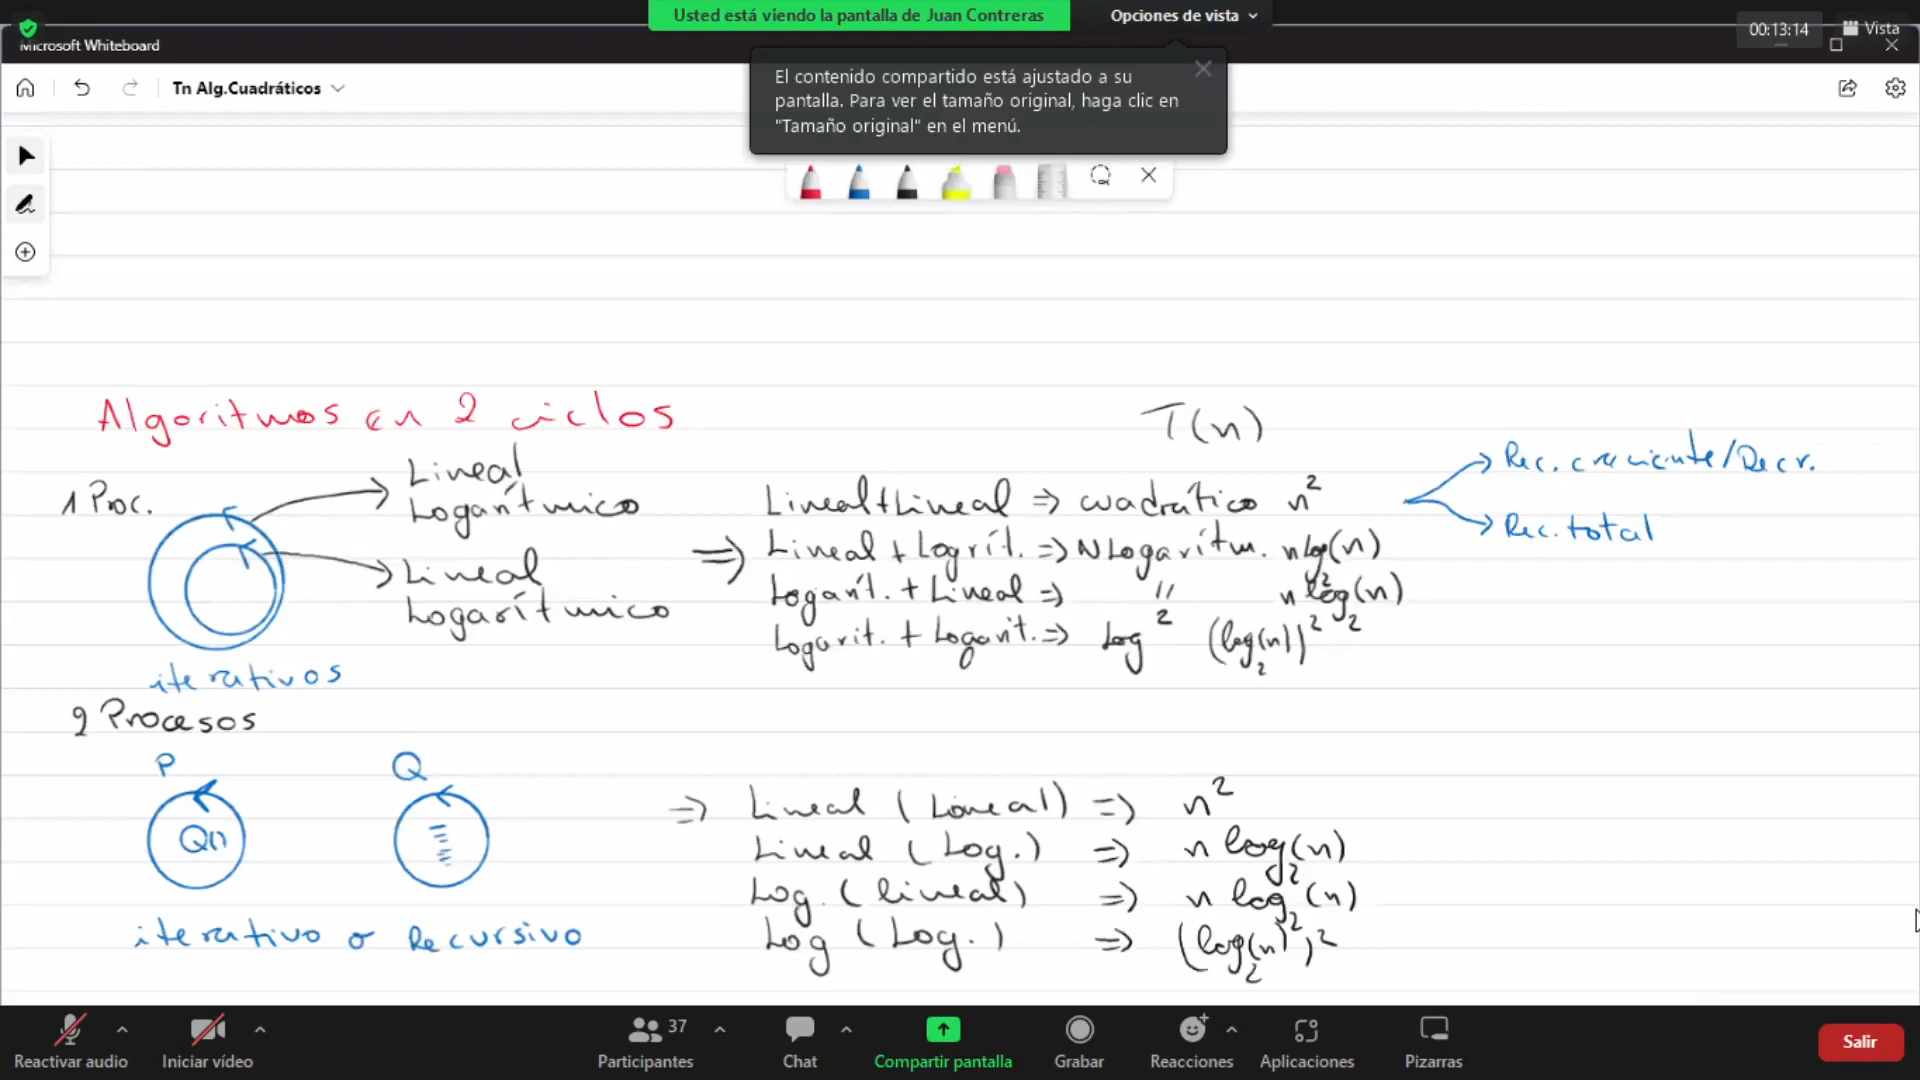 Usted está viendo la pantalla de Juan Contreras
Opciones de vista
00:13:14
Vista
Microsoft Whiteboard
El contenido compartido está ajustado a su
pantalla. Para ver el tamaño original, haga clic en
"Tamaño original" en el menú.
Tn Alg.Cuadráticos
Algoritmos en 2 ciclos
T(n)
1 Proc.
Lineal
Logarítmico
Lineal
Logarítmico
iterativos
=> Lineal+Lineal => cuadrático n²
Lineal + Logrít. => NLogarítm. n log₂(n)
Logarít. + Lineal => " n log₂(n)
Logarit. + Logarit. => Log² (log₂(n))²
Rec. creciente/Decr.
Rec. total
2 Procesos
P
Q
Q()
iterativo o Recursivo
=> Lineal (Lineal) => n²
Lineal (Log.) => n log₂(n)
Log. (lineal) => n log₂(n)
Log (Log.) => (log₂(n)²)²
Reactivar audio
Iniciar vídeo
Participantes
37
Chat
Compartir pantalla
Grabar
Reacciones
Aplicaciones
Pizarras
Salir